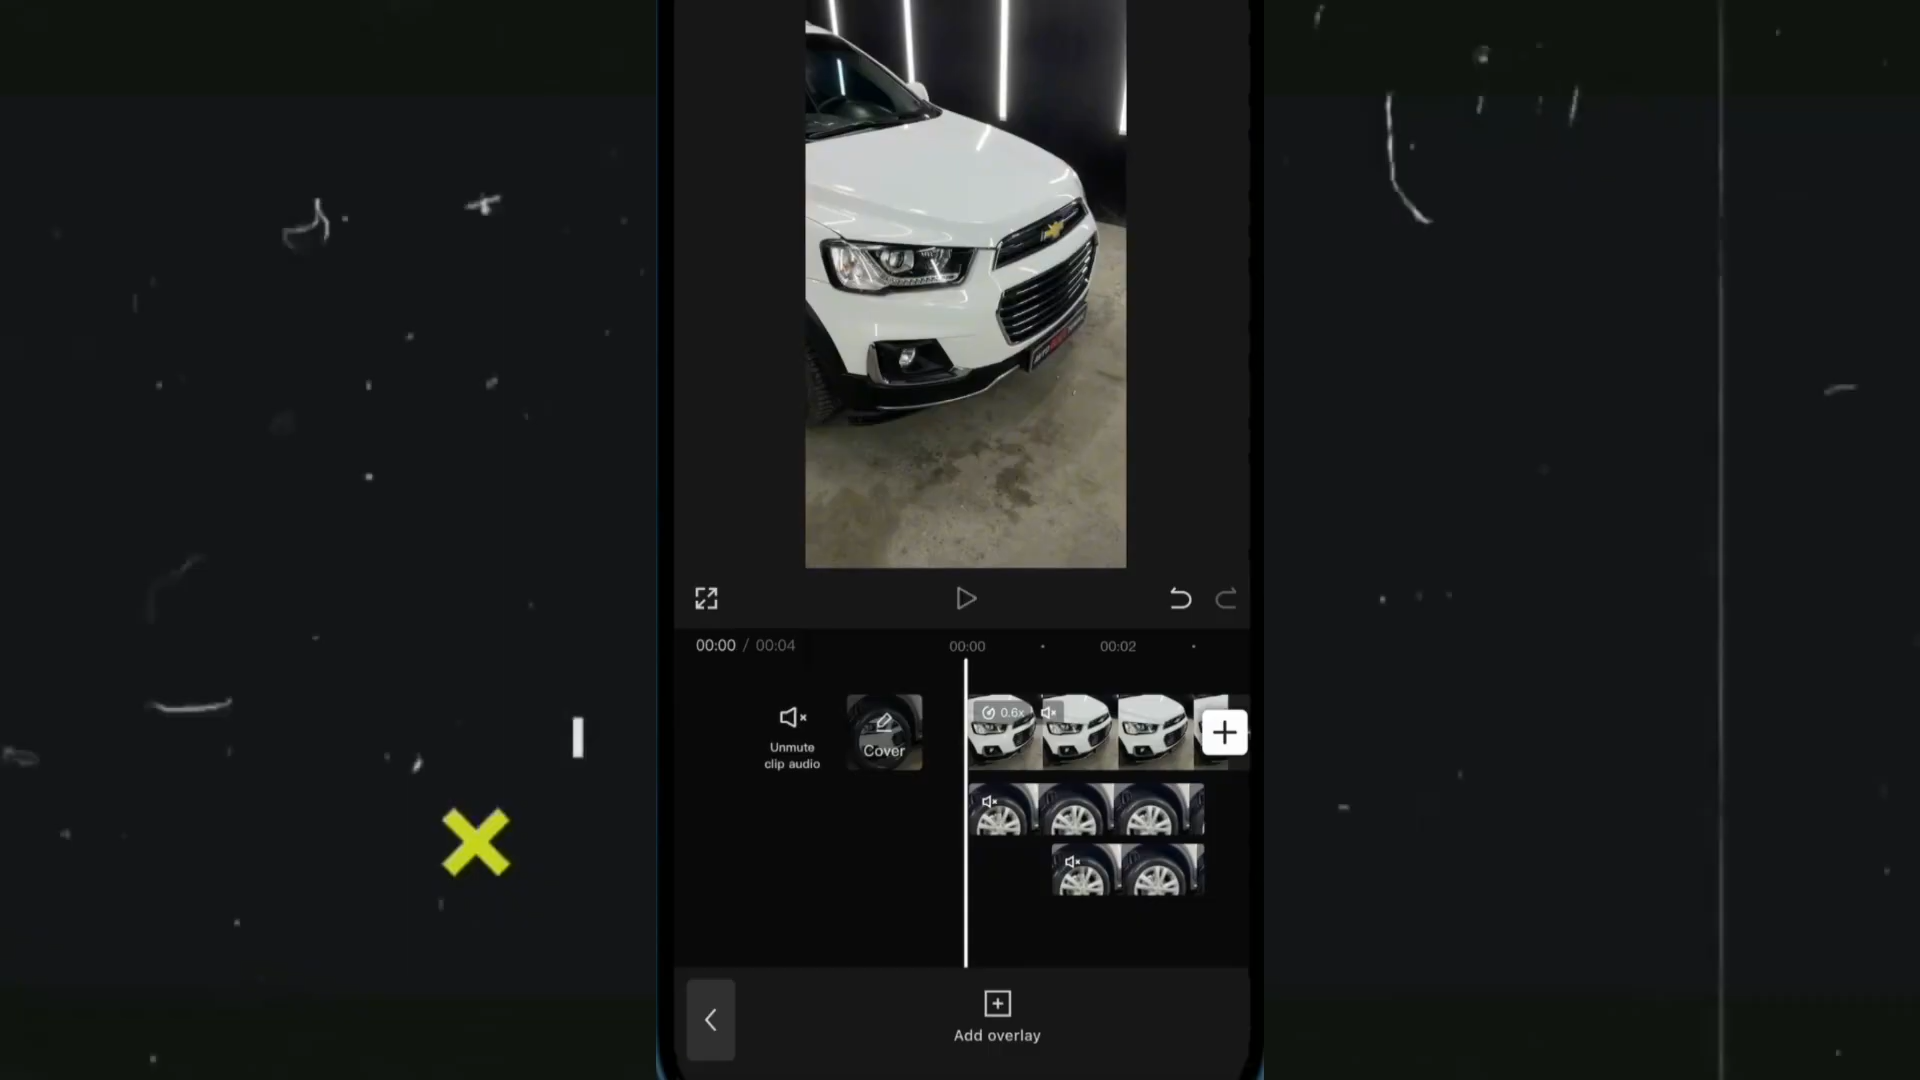 00:00 / 00:04
00:00
00:02
0.6x
Unmute
clip audio
Cover
Add overlay